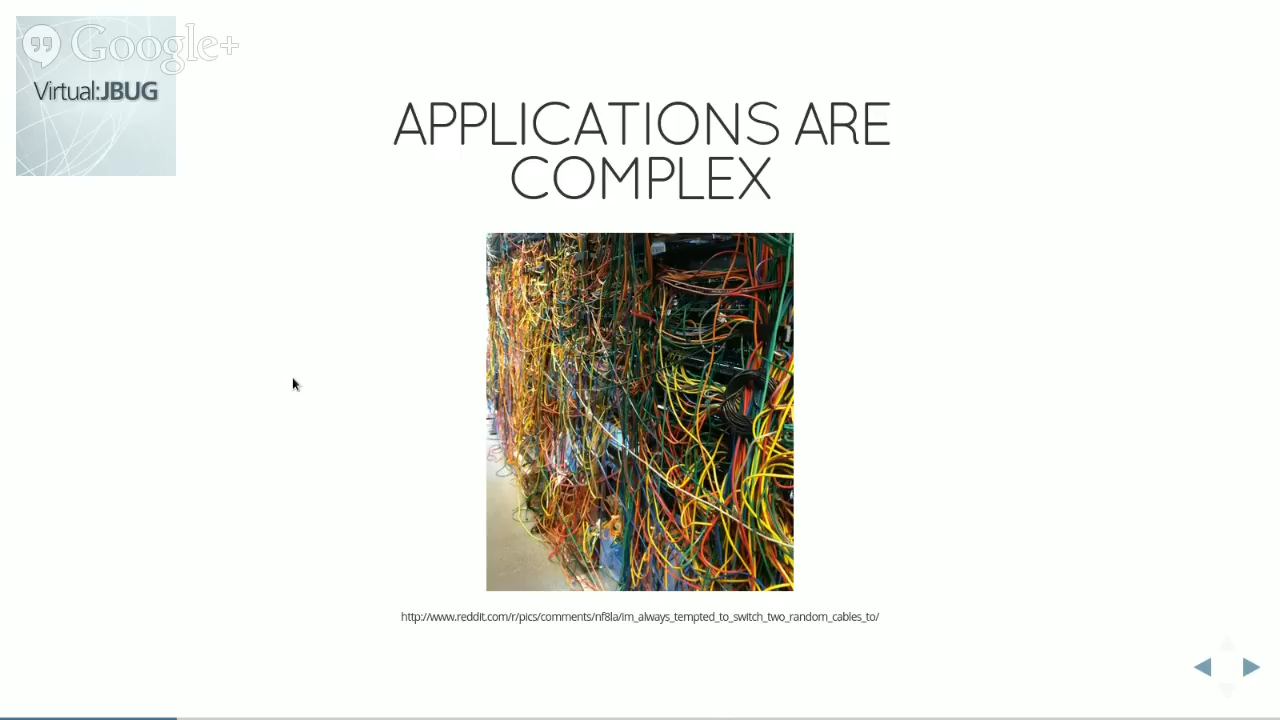 Google+
Virtual:JBUG
APPLICATIONS ARE
COMPLEX
http://www.reddit.com/r/pics/comments/nf8la/im_always_tempted_to_switch_two_random_cables_to/